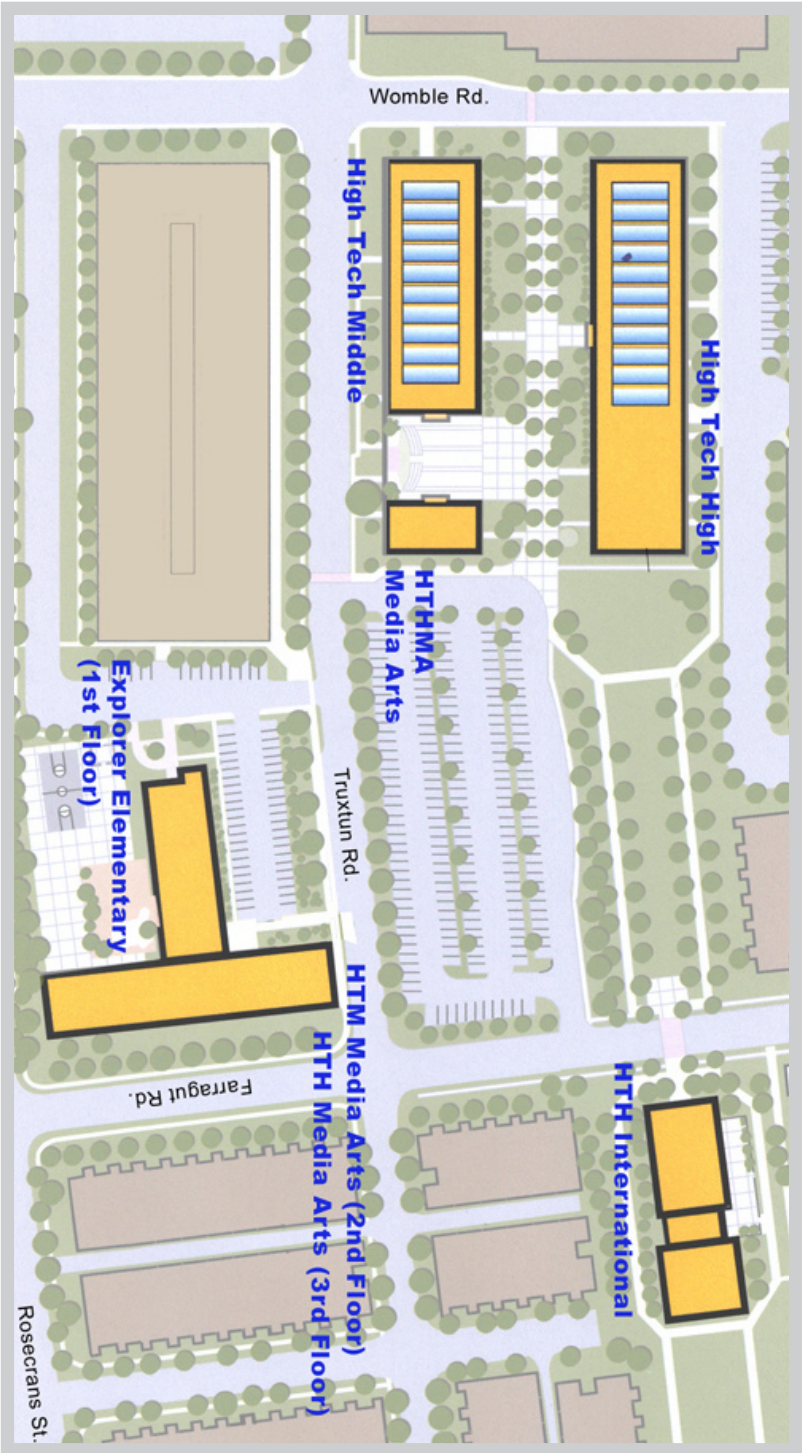 Womble Rd.
High Tech Middle
High Tech High
HTHMA
Media Arts
Explorer Elementary
(1st Floor)
Truxtun Rd.
HTM Media Arts (2nd Floor)
HTH Media Arts (3rd Floor)
HTH International
Farragut Rd.
Rosecrans St.